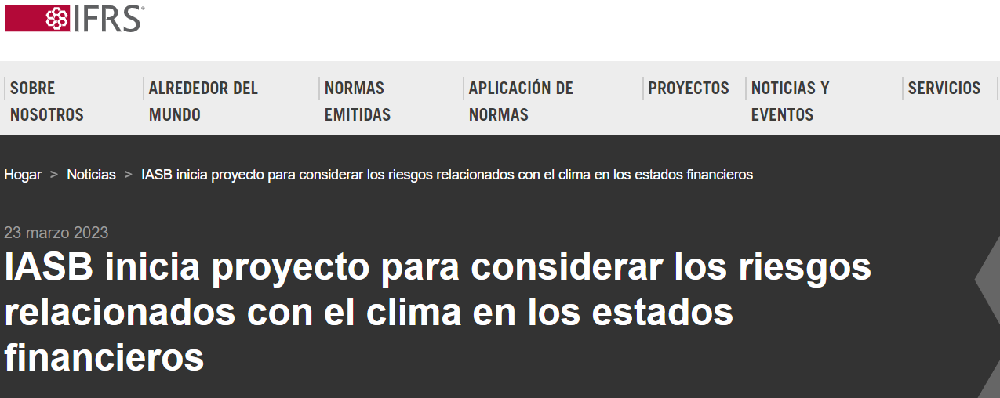 IFRS®
SOBRE NOSOTROS
ALREDEDOR DEL MUNDO
NORMAS EMITIDAS
APLICACIÓN DE NORMAS
PROYECTOS
NOTICIAS Y EVENTOS
SERVICIOS
Hogar > Noticias > IASB inicia proyecto para considerar los riesgos relacionados con el clima en los estados financieros
23 marzo 2023
IASB inicia proyecto para considerar los riesgos
relacionados con el clima en los estados
financieros